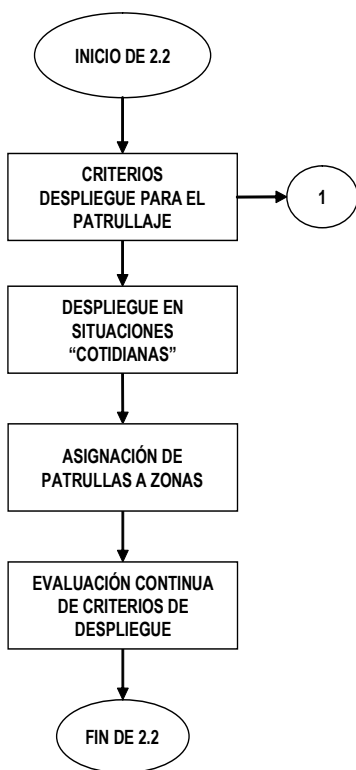 INICIO DE 2.2
CRITERIOS
DESPLIEGUE PARA EL
PATRULLAJE
1
DESPLIEGUE EN
SITUACIONES
“COTIDIANAS”
ASIGNACIÓN DE
PATRULLAS A ZONAS
EVALUACIÓN CONTINUA
DE CRITERIOS DE
DESPLIEGUE
FIN DE 2.2